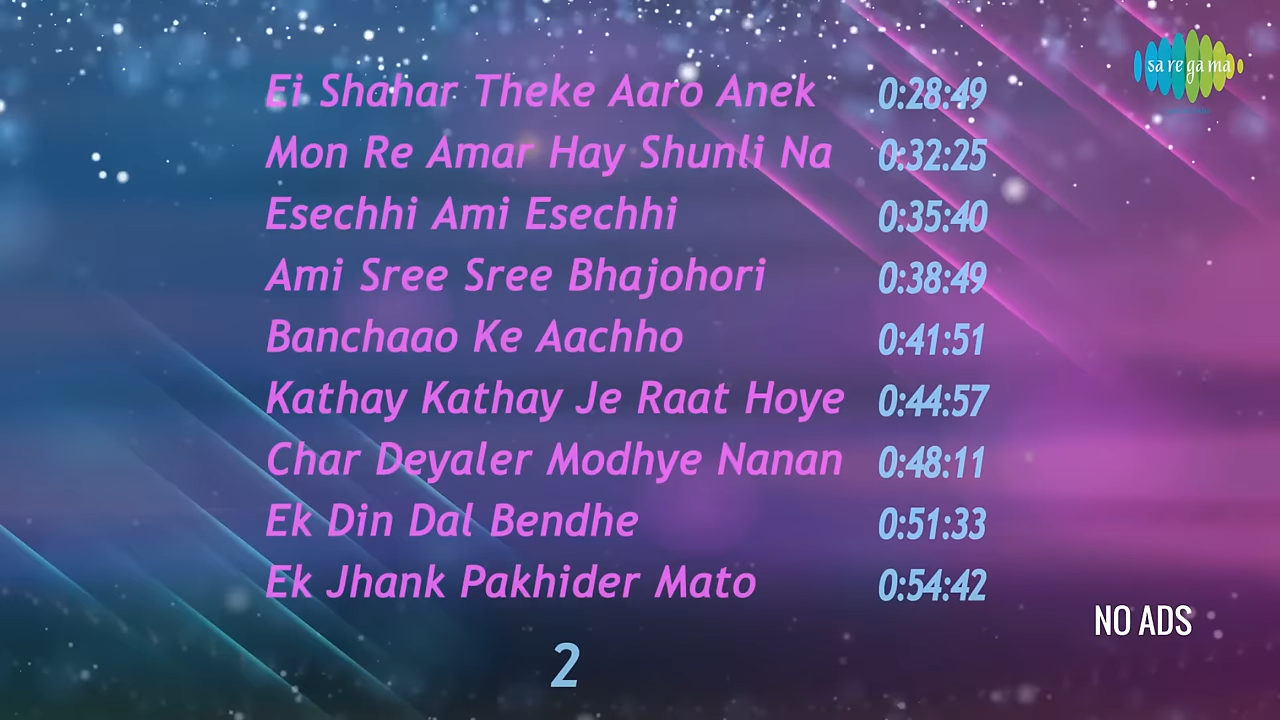 sa re ga ma
Ei Shahar Theke Aaro Anek 0:28:49
Mon Re Amar Hay Shunli Na 0:32:25
Esechhi Ami Esechhi 0:35:40
Ami Sree Sree Bhajohori 0:38:49
Banchaao Ke Aachho 0:41:51
Kathay Kathay Je Raat Hoye 0:44:57
Char Deyaler Modhye Nanan 0:48:11
Ek Din Dal Bendhe 0:51:33
Ek Jhank Pakhider Mato 0:54:42
NO ADS
2